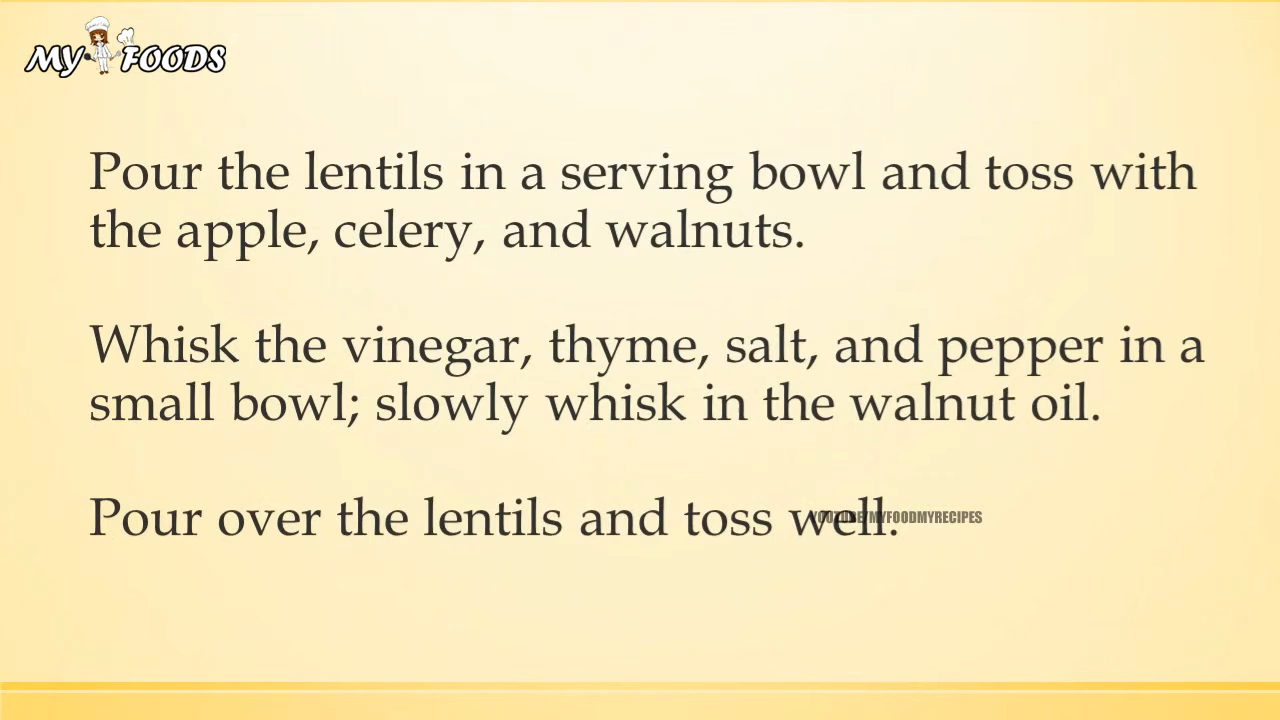 MY FOODS
Pour the lentils in a serving bowl and toss with
the apple, celery, and walnuts.
Whisk the vinegar, thyme, salt, and pepper in a
small bowl; slowly whisk in the walnut oil.
Pour over the lentils and toss well.
YOUTUBE/MYFOODMYRECIPES